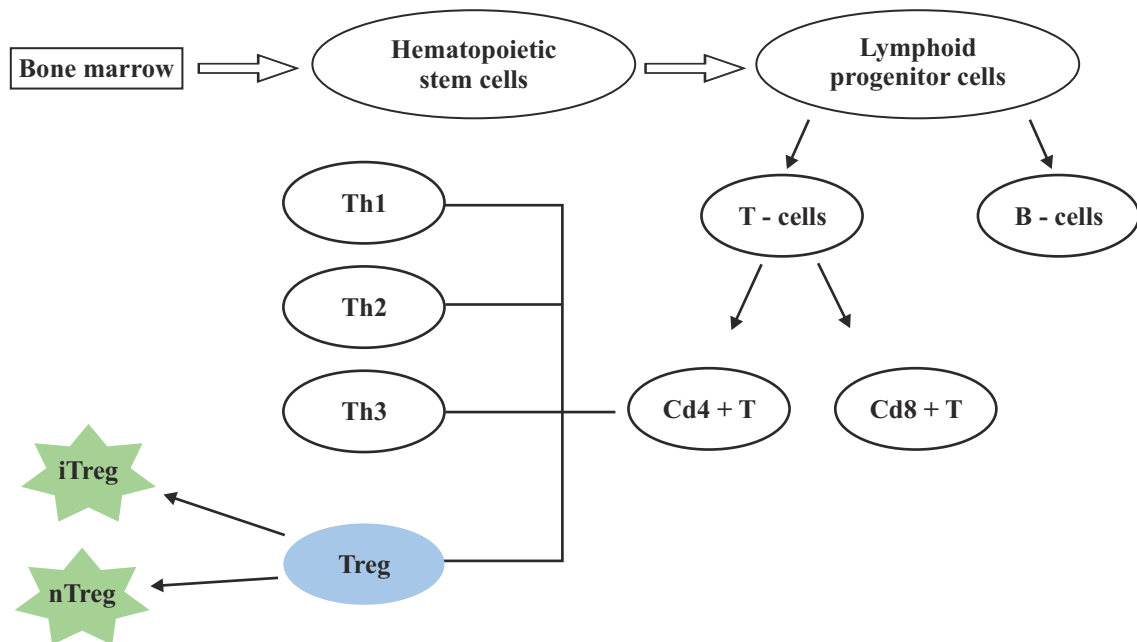 Bone marrow
Hematopoietic
stem cells
Lymphoid
progenitor cells
Th1
T - cells
B - cells
Th2
Th3
Cd4 + T
Cd8 + T
iTreg
Treg
nTreg